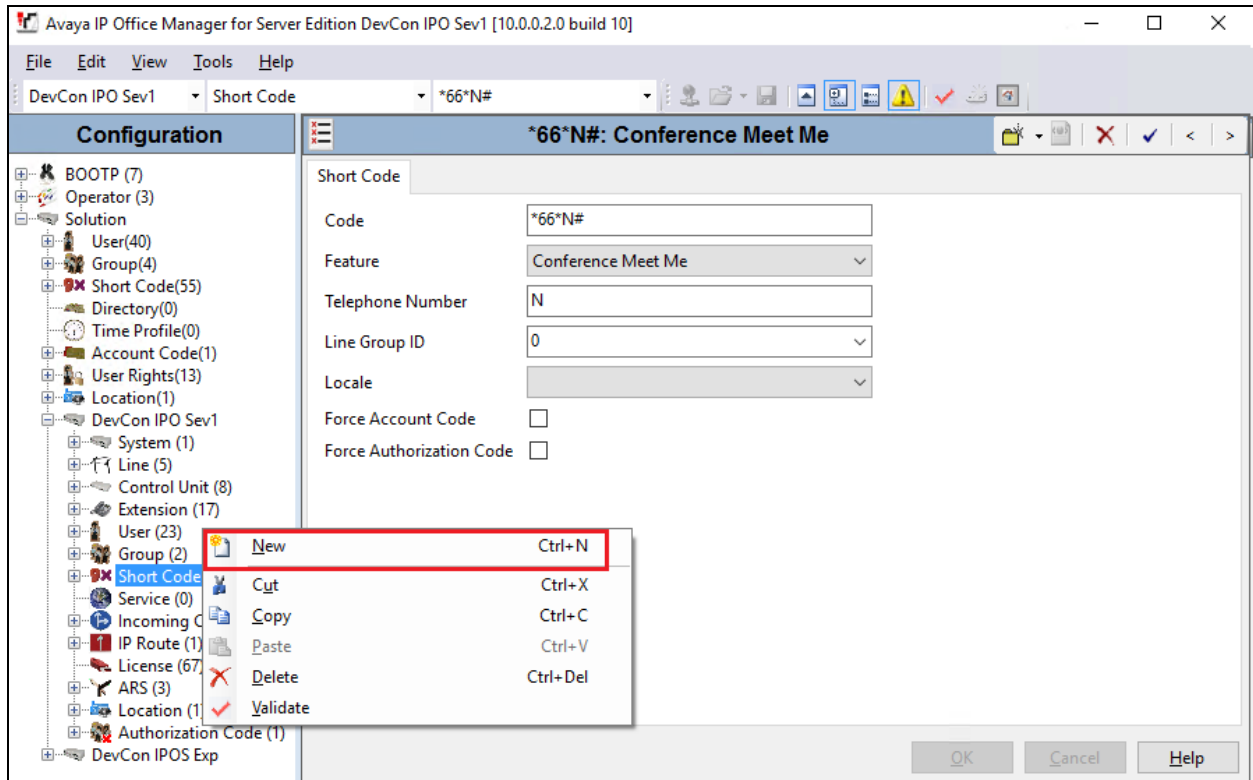 Avaya IP Office Manager for Server Edition DevCon IPO Sev1 [10.0.0.2.0 build 10]
File Edit View Tools Help
DevCon IPO Sev1 Short Code *66*N#
Configuration
*66*N#: Conference Meet Me
BOOTP (7)
Operator (3)
Solution
User(40)
Group(4)
Short Code(55)
Directory(0)
Time Profile(0)
Account Code(1)
User Rights(13)
Location(1)
DevCon IPO Sev1
System (1)
Line (5)
Control Unit (8)
Extension (17)
User (23)
Group (2)
Short Code
Service (0)
Incoming C
IP Route (1)
License (67)
ARS (3)
Location (1)
Authorization Code (1)
DevCon IPOS Exp
Short Code
Code *66*N#
Feature Conference Meet Me
Telephone Number N
Line Group ID 0
Locale
Force Account Code
Force Authorization Code
New Ctrl+N
Cut Ctrl+X
Copy Ctrl+C
Paste Ctrl+V
Delete Ctrl+Del
Validate
OK Cancel Help